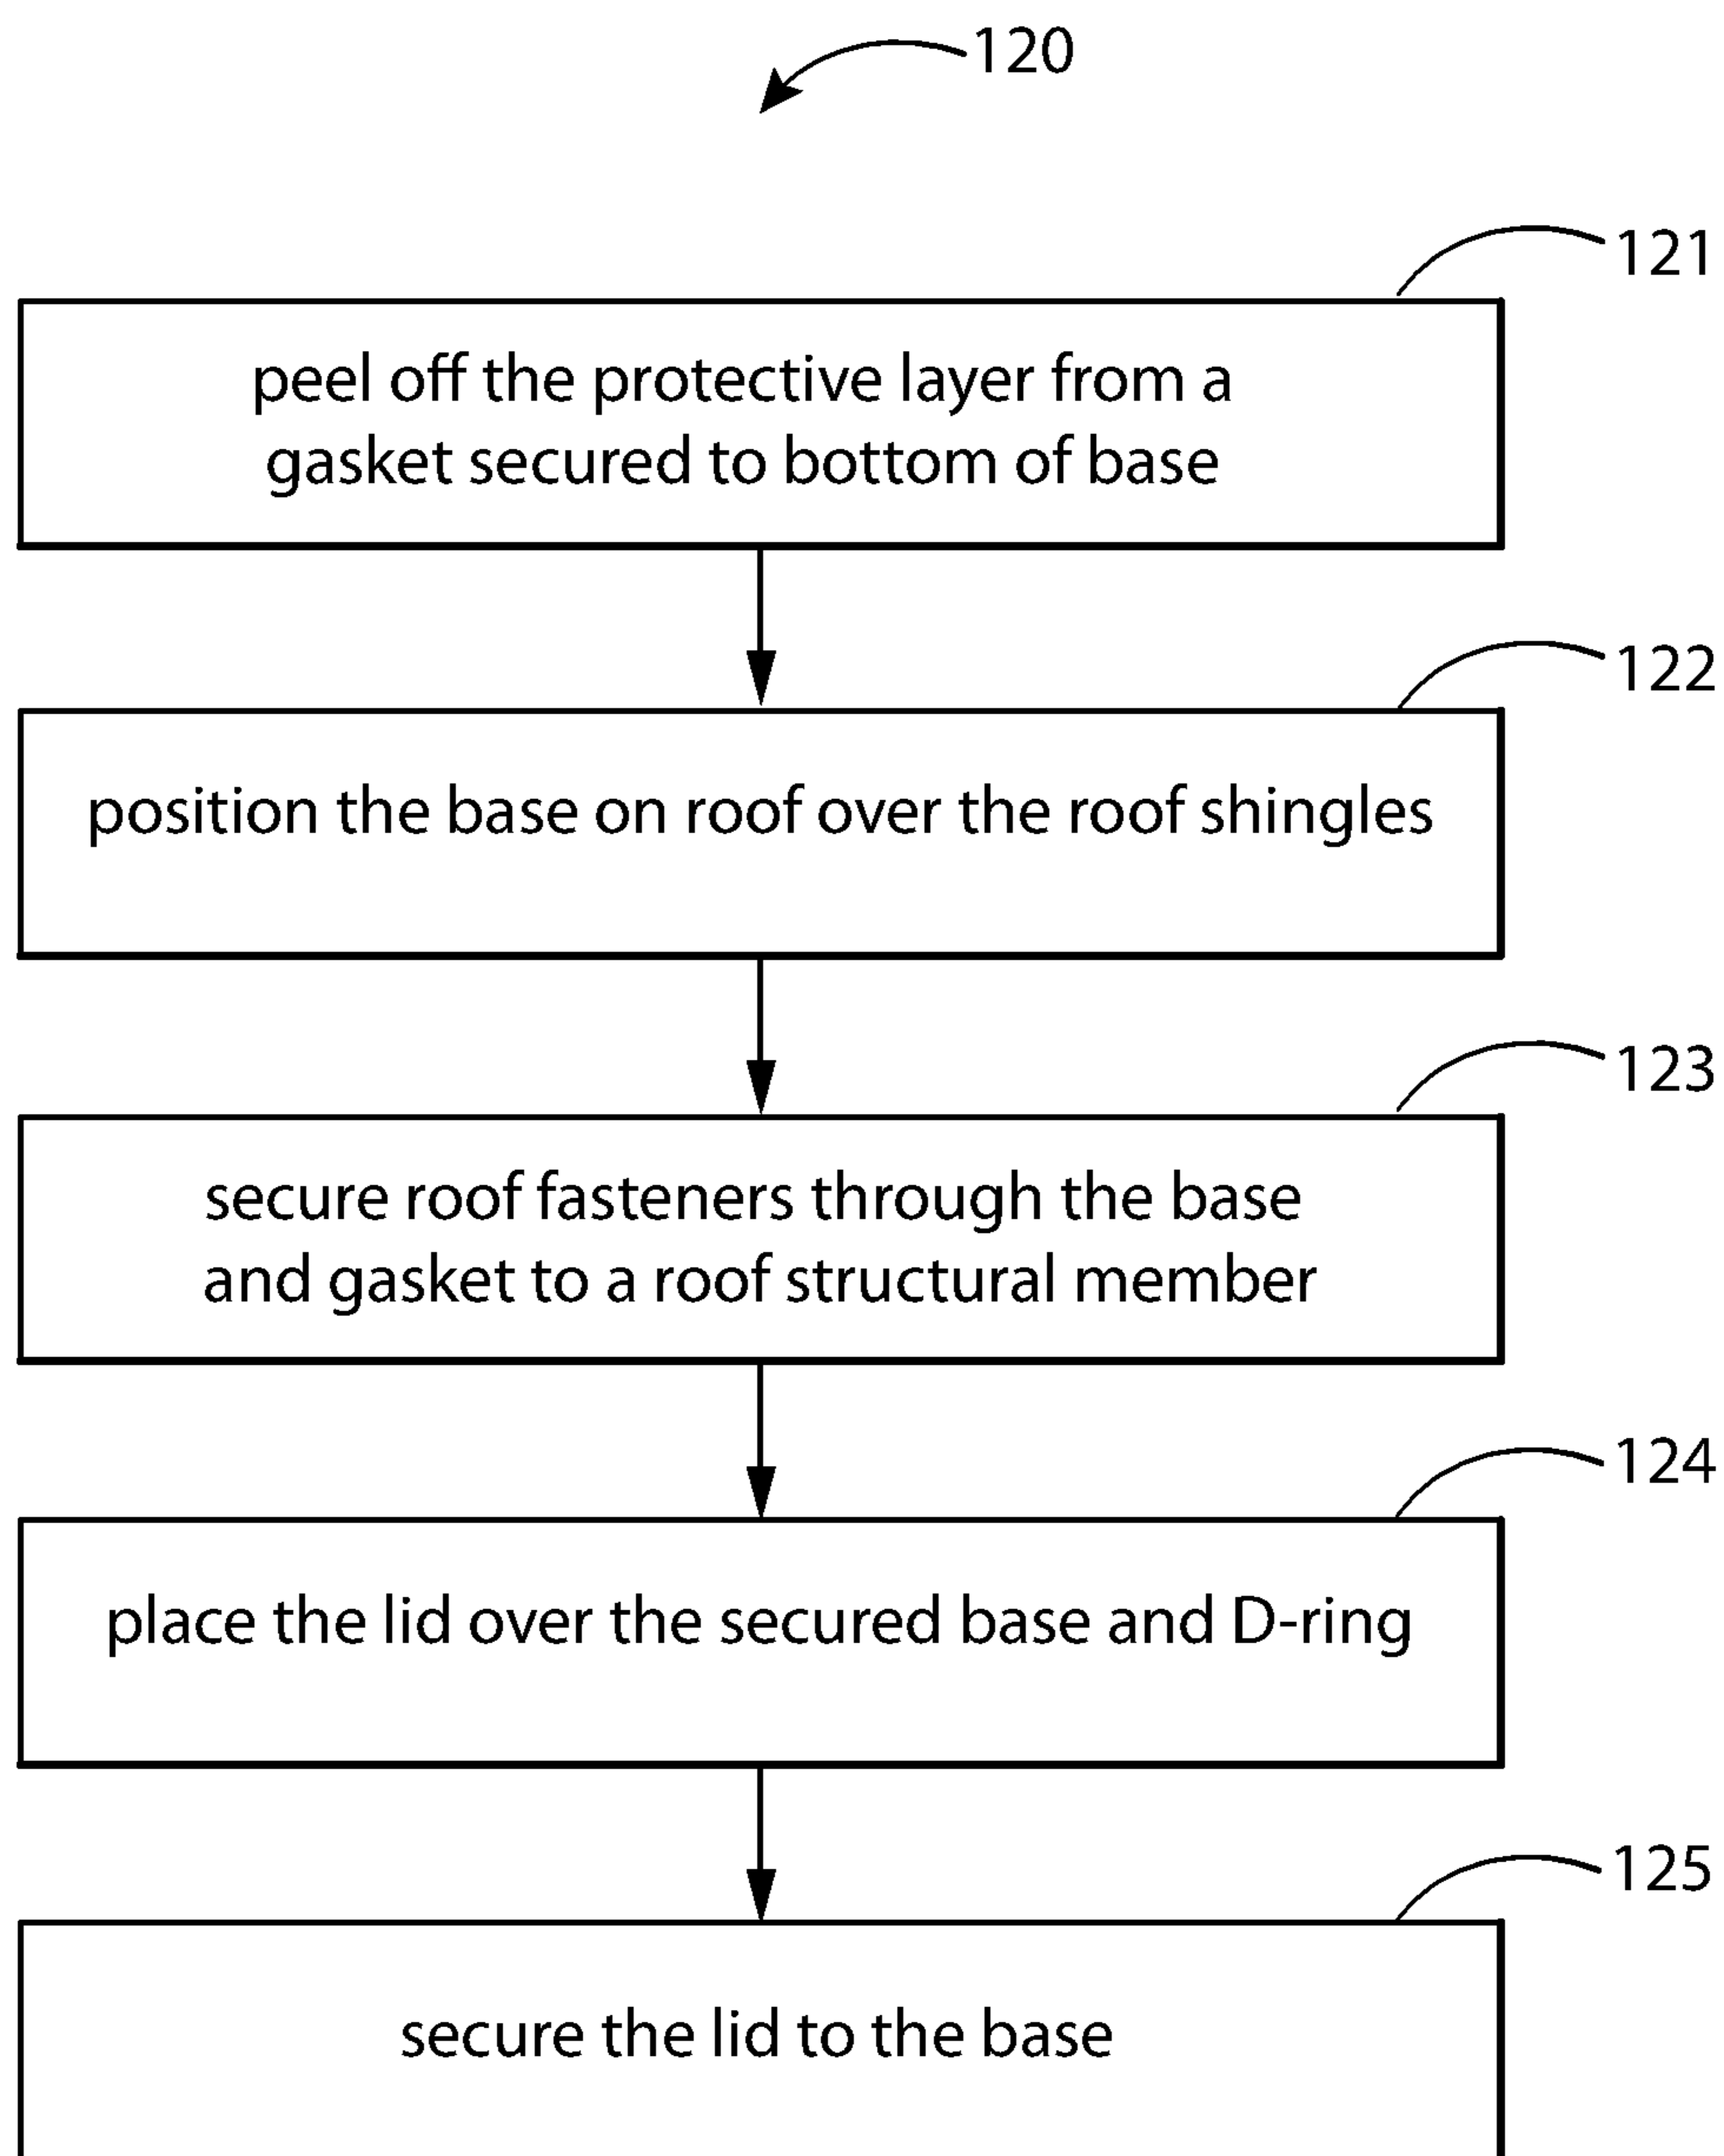 120
121
peel off the protective layer from a
gasket secured to bottom of base
122
position the base on roof over the roof shingles
123
secure roof fasteners through the base
and gasket to a roof structural member
124
place the lid over the secured base and D-ring
125
secure the lid to the base